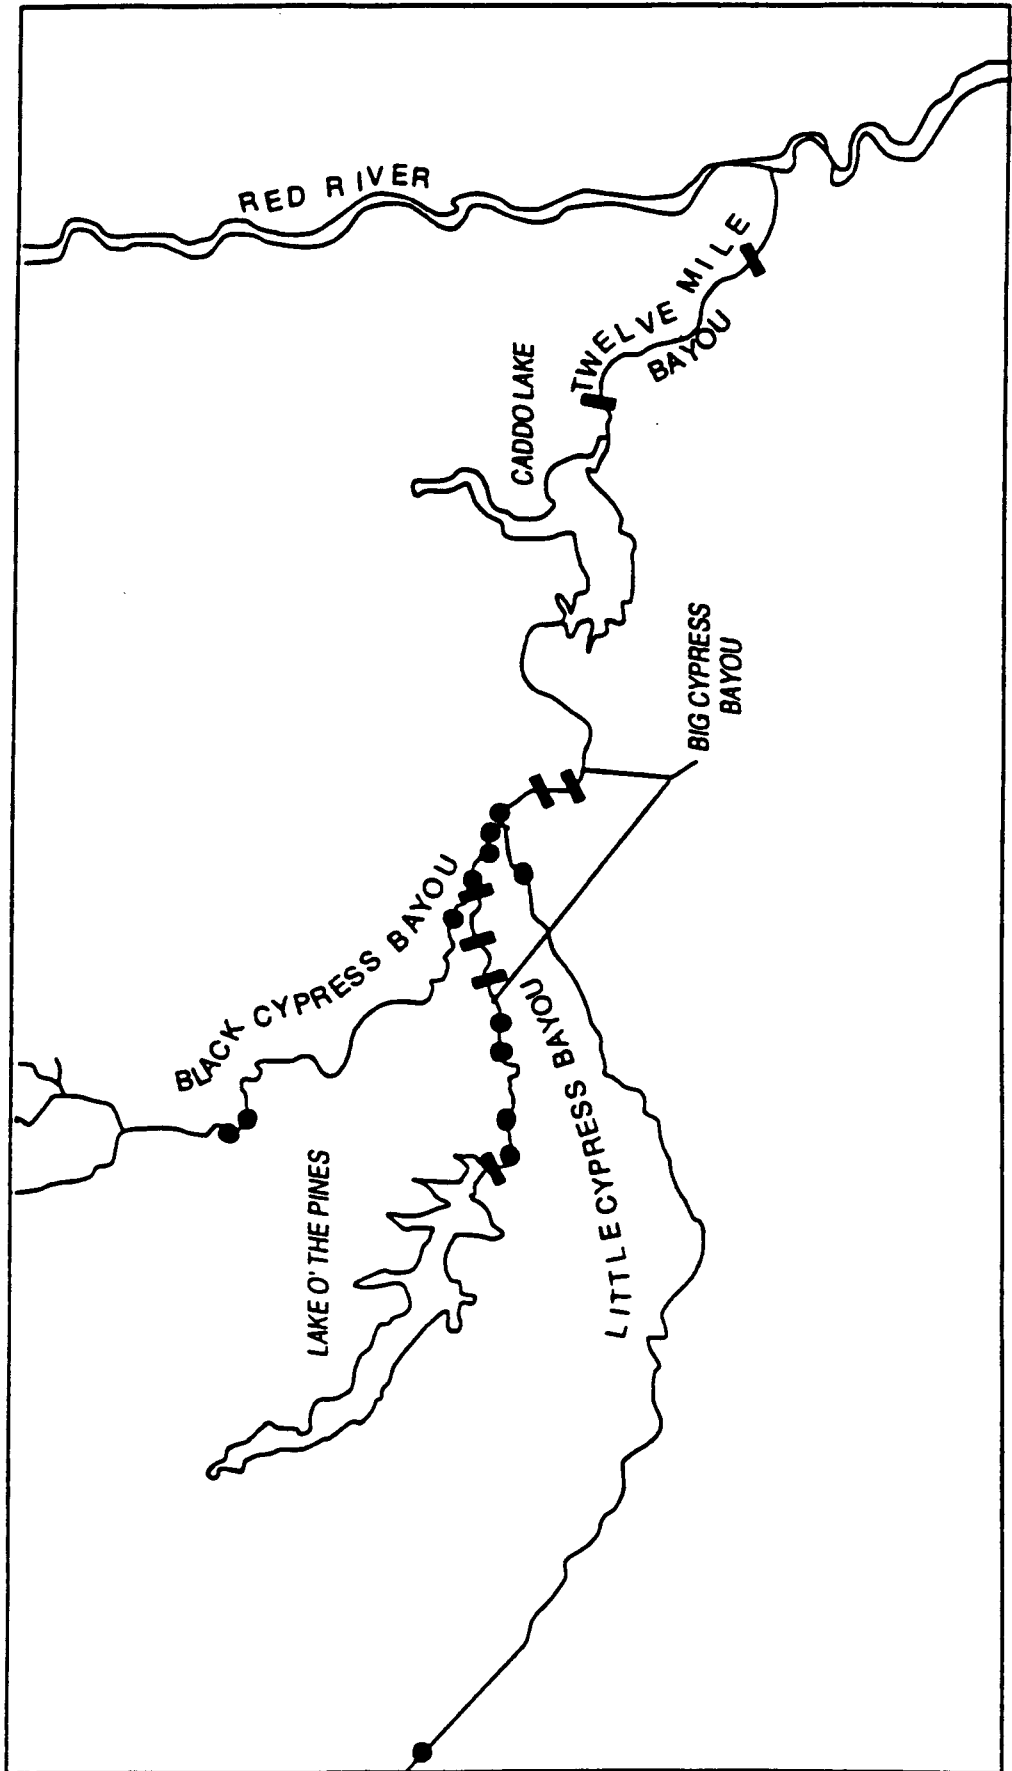 RED RIVER
TWELVE MILE
BAYOU
CADDO LAKE
BIG CYPRESS
BAYOU
BLACK CYPRESS BAYOU
LITTLE CYPRESS BAYOU
LAKE O' THE PINES